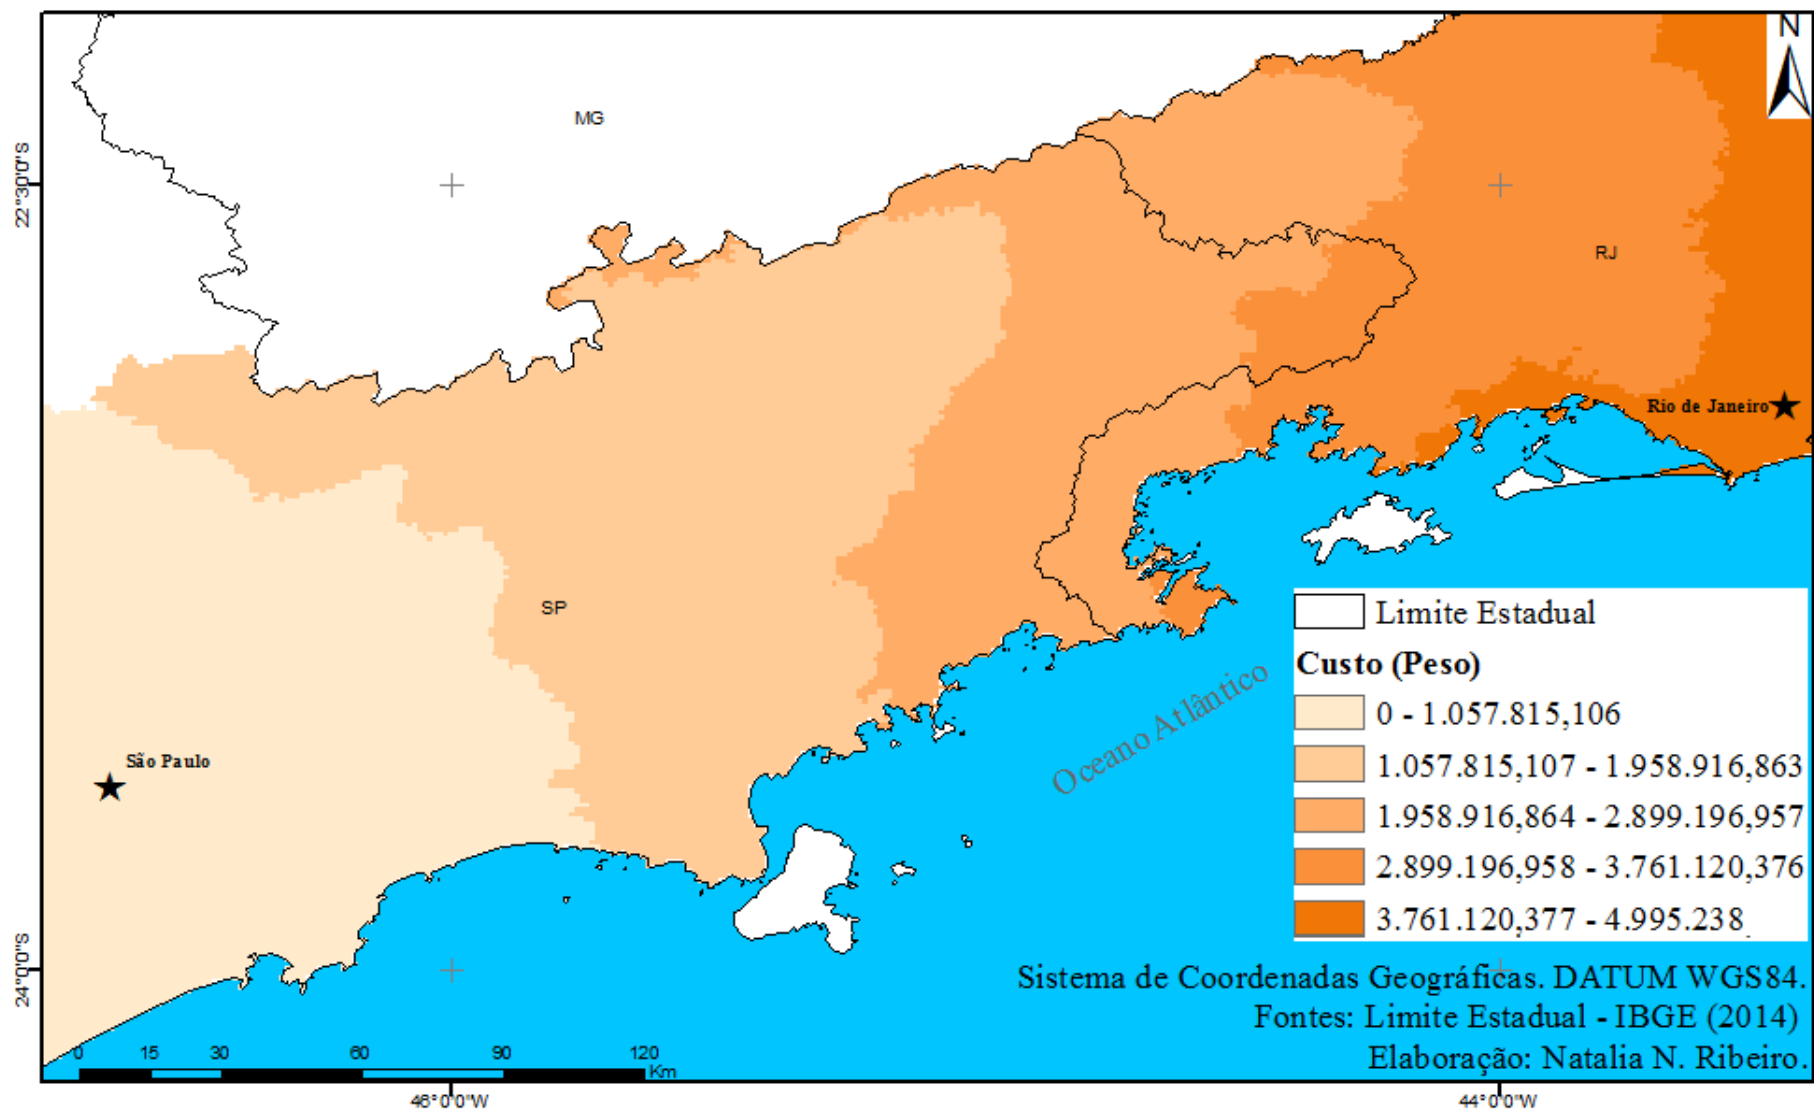 N
MG
22°30'0"S
RJ
Rio de Janeiro
SP
Limite Estadual
Custo (Peso)
0 - 1.057.815,106
1.057.815,107 - 1.958.916,863
1.958.916,864 - 2.899.196,957
2.899.196,958 - 3.761.120,376
3.761.120,377 - 4.995.238
Oceano Atlântico
São Paulo
24°0'0"S
Sistema de Coordenadas Geográficas. DATUM WGS84.
Fontes: Limite Estadual - IBGE (2014)
Elaboração: Natalia N. Ribeiro.
0 15 30 60 90 120
Km
46°0'0"W
44°0'0"W